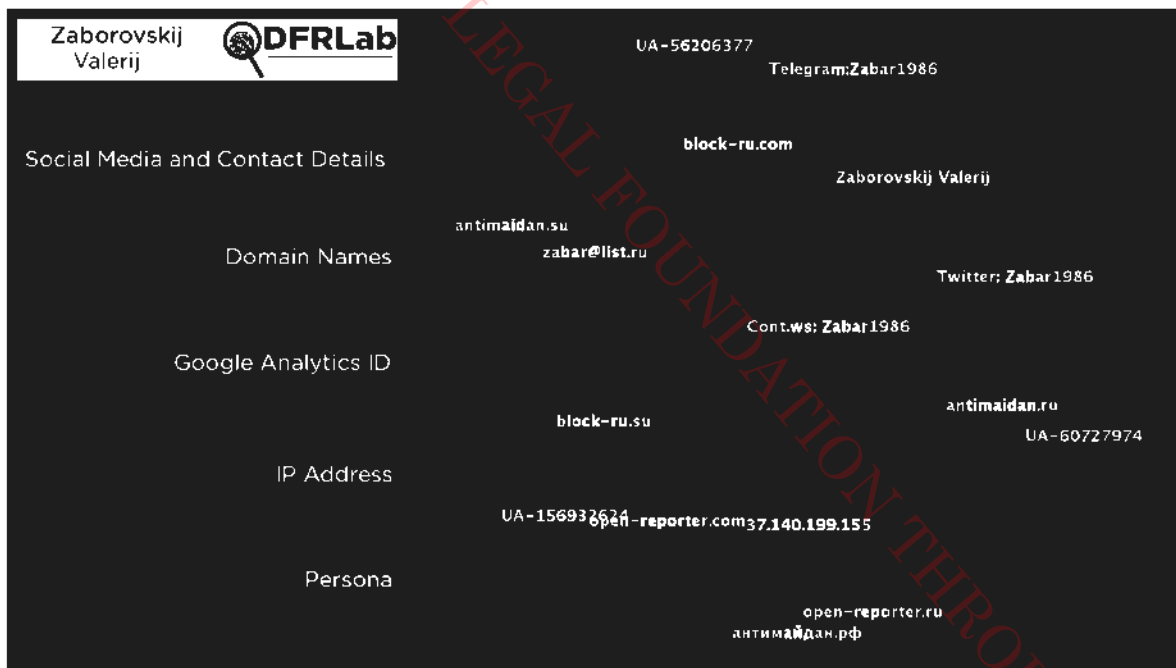 Zaborovskij
Valerij
DFRLab
UA-56206377
Telegram:Zabar1986
block-ru.com
Social Media and Contact Details
Zaborovskij Valerij
antimaidan.su
zabar@list.ru
Domain Names
Twitter: Zabar1986
Cont.ws: Zabar1986
Google Analytics ID
antimaidan.ru
block-ru.su
UA-60727974
IP Address
UA-156932624
open-reporter.com
37.140.199.155
Persona
open-reporter.ru
антимайдан.рф
LEGAL FOUNDATION